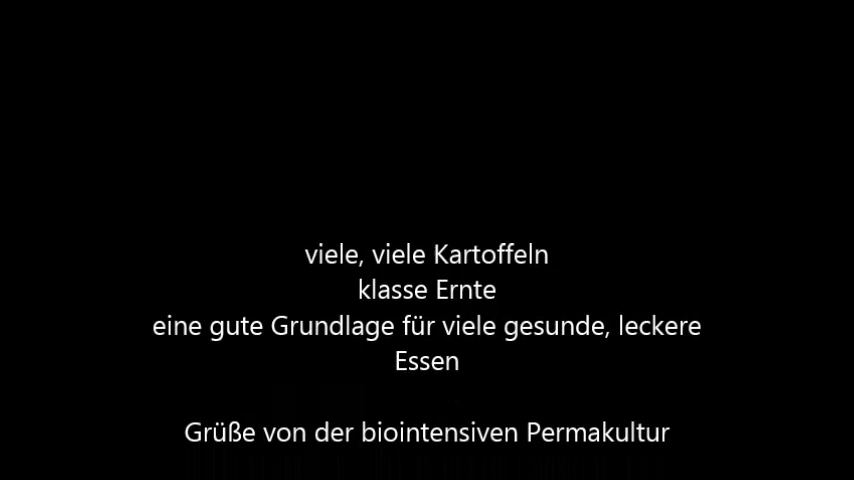 viele, viele Kartoffeln
klasse Ernte
eine gute Grundlage für viele gesunde, leckere
Essen
Grüße von der biointensiven Permakultur